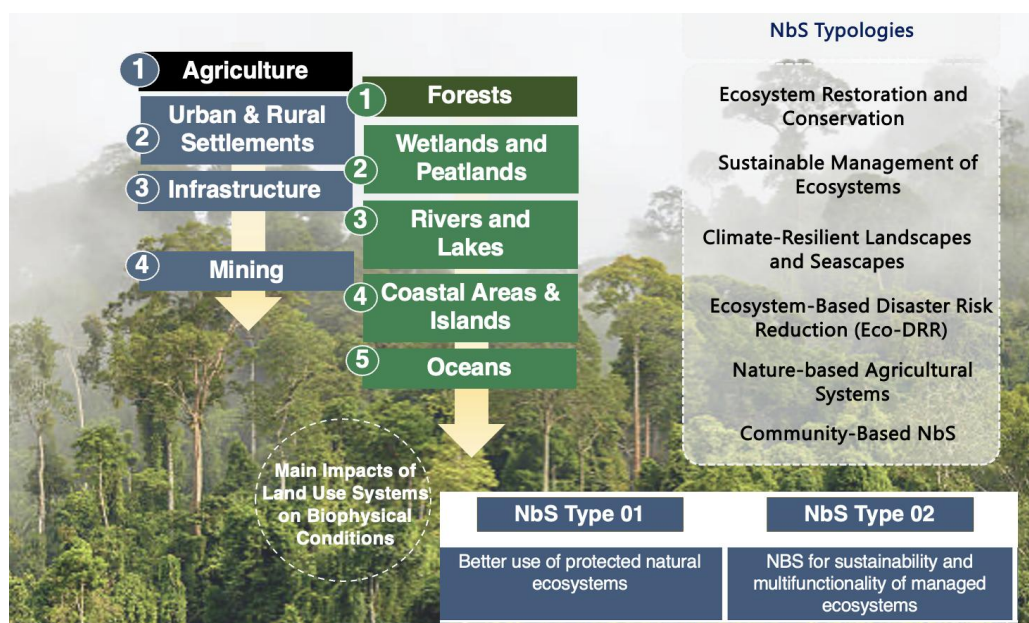 1 Agriculture
2 Urban & Rural
Settlements
3 Infrastructure
4 Mining
1 Forests
2 Wetlands and
Peatlands
3 Rivers and
Lakes
4 Coastal Areas &
Islands
5 Oceans
Main Impacts of
Land Use Systems
on Biophysical
Conditions
NbS Typologies
Ecosystem Restoration and
Conservation
Sustainable Management of
Ecosystems
Climate-Resilient Landscapes
and Seascapes
Ecosystem-Based Disaster Risk
Reduction (Eco-DRR)
Nature-based Agricultural
Systems
Community-Based NbS
NbS Type 01
Better use of protected natural
ecosystems
NbS Type 02
NBS for sustainability and
multifunctionality of managed
ecosystems